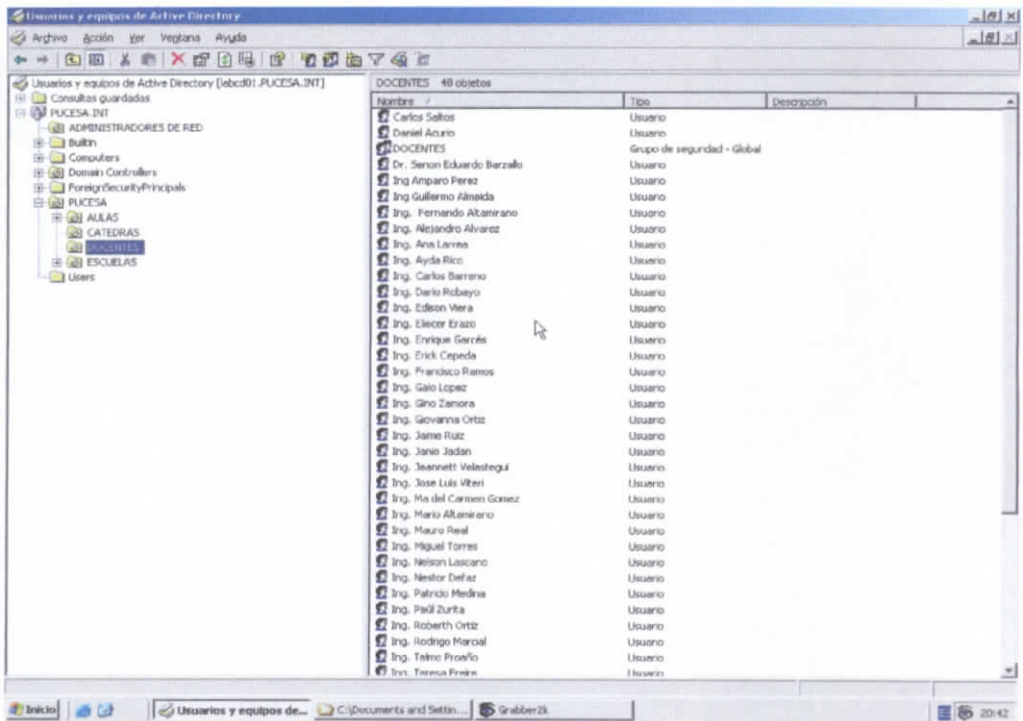 Usuarios y equipos de Active Directory
Archivo Acción Ver Ventana Ayuda
Usuarios y equipos de Active Directory [labcd01.PUCESA.INT]
Consultas guardadas
PUCESA.INT
ADMINISTRADORES DE RED
Builtin
Computers
Domain Controllers
ForeignSecurityPrincipals
PUCESA
AULAS
CATEDRAS
DOCENTES
ESCUELAS
Users
DOCENTES 48 objetos
Nombre Tipo Descripción
Carlos Saltos Usuario
Daniel Acurio Usuario
DOCENTES Grupo de seguridad - Global
Dr. Senon Eduardo Barzallo Usuario
Ing Amparo Perez Usuario
Ing Guillermo Almeida Usuario
Ing. Fernando Altamirano Usuario
Ing. Alejandro Alvarez Usuario
Ing. Ana Larrea Usuario
Ing. Ayda Rico Usuario
Ing. Carlos Barreno Usuario
Ing. Dario Robayo Usuario
Ing. Edison Viera Usuario
Ing. Eliecer Erazo Usuario
Ing. Enrique Garcés Usuario
Ing. Erick Cepeda Usuario
Ing. Francisco Ramos Usuario
Ing. Galo Lopez Usuario
Ing. Gino Zamora Usuario
Ing. Giovanna Ortiz Usuario
Ing. Jaime Ruiz Usuario
Ing. Janio Jadan Usuario
Ing. Jeannett Velastegui Usuario
Ing. Jose Luis Viteri Usuario
Ing. Ma del Carmen Gomez Usuario
Ing. Mario Altamirano Usuario
Ing. Mauro Real Usuario
Ing. Miguel Torres Usuario
Ing. Nelson Lascano Usuario
Ing. Nestor Defaz Usuario
Ing. Patricio Medina Usuario
Ing. Paúl Zurita Usuario
Ing. Roberth Ortiz Usuario
Ing. Rodrigo Marcial Usuario
Ing. Telmo Proaño Usuario
Ing. Teresa Freire Usuario
Inicio Usuarios y equipos de... C:\Documents and Settin... Grabber2k 20:42